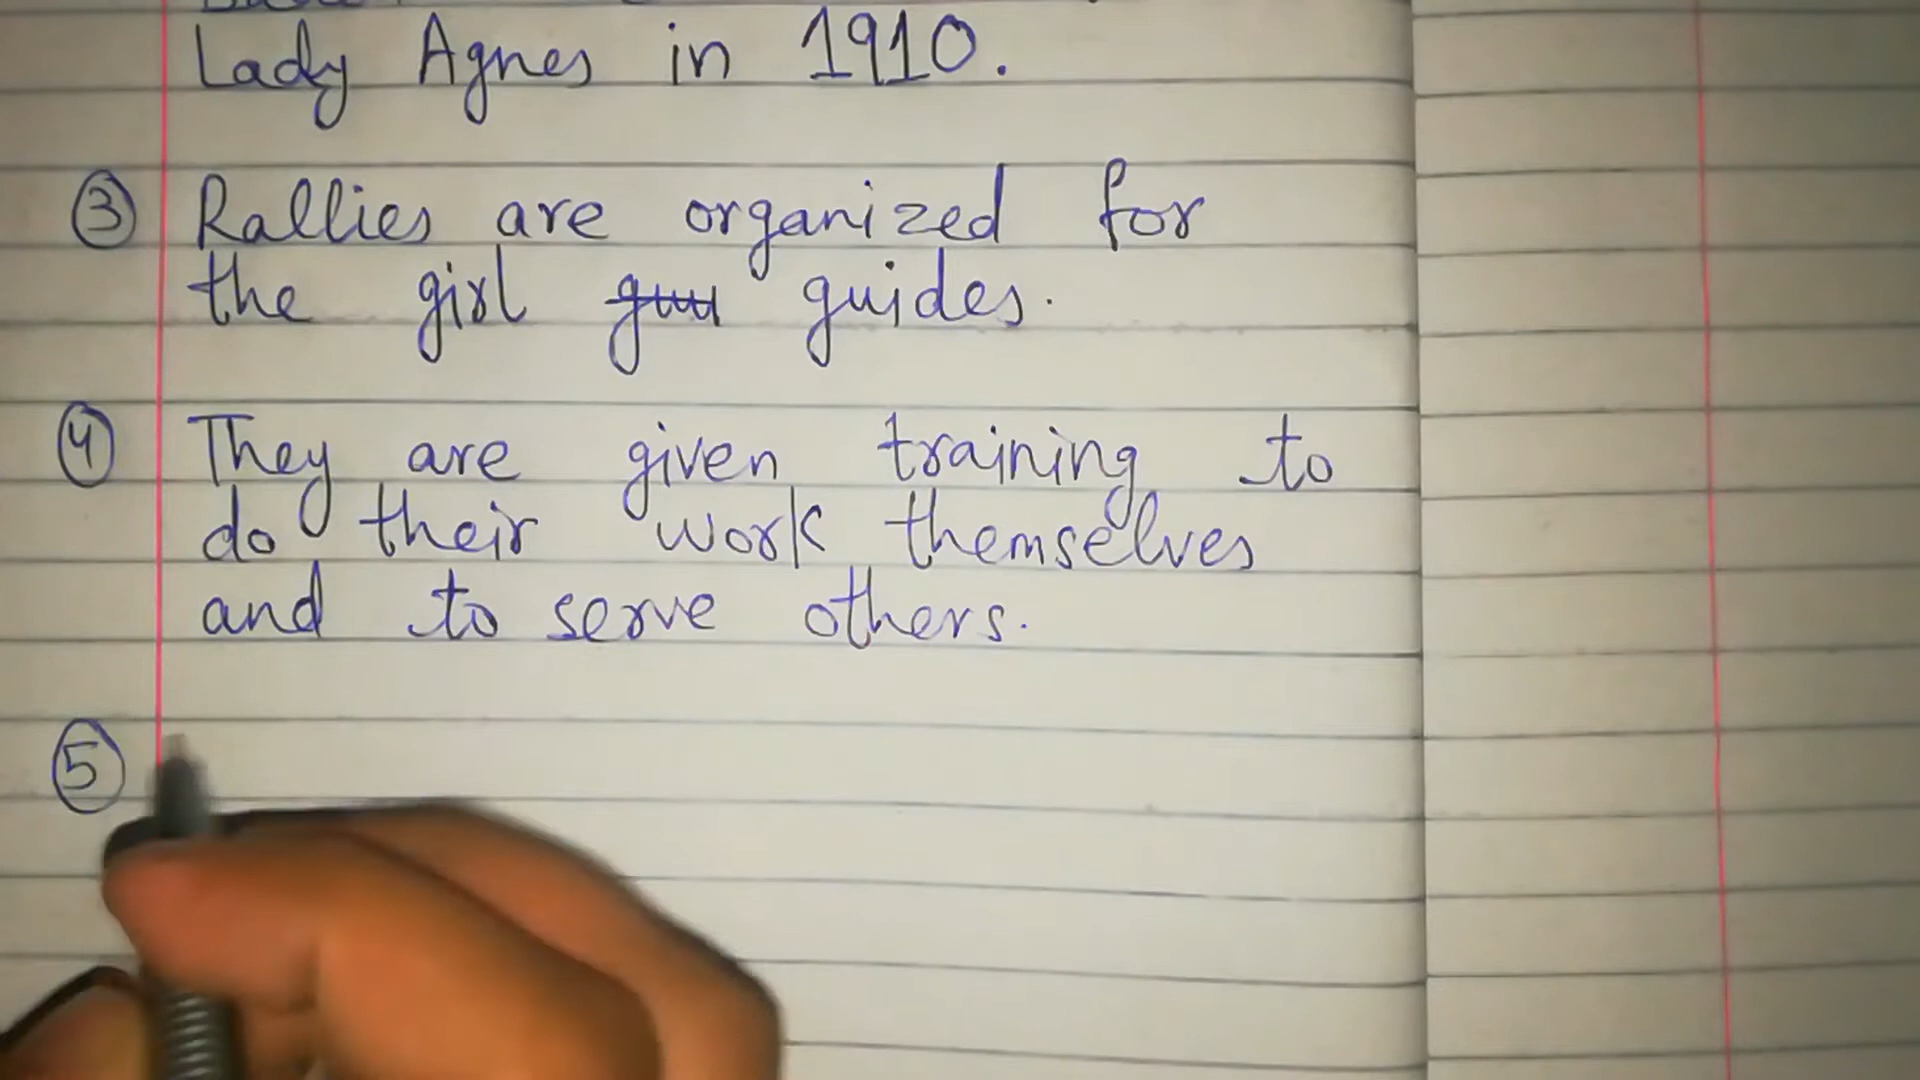 Lady Agnes in 1910.
③ Rallies are organized for
the girl guides.
④ They are given training to
do their work themselves
and to serve others.
⑤